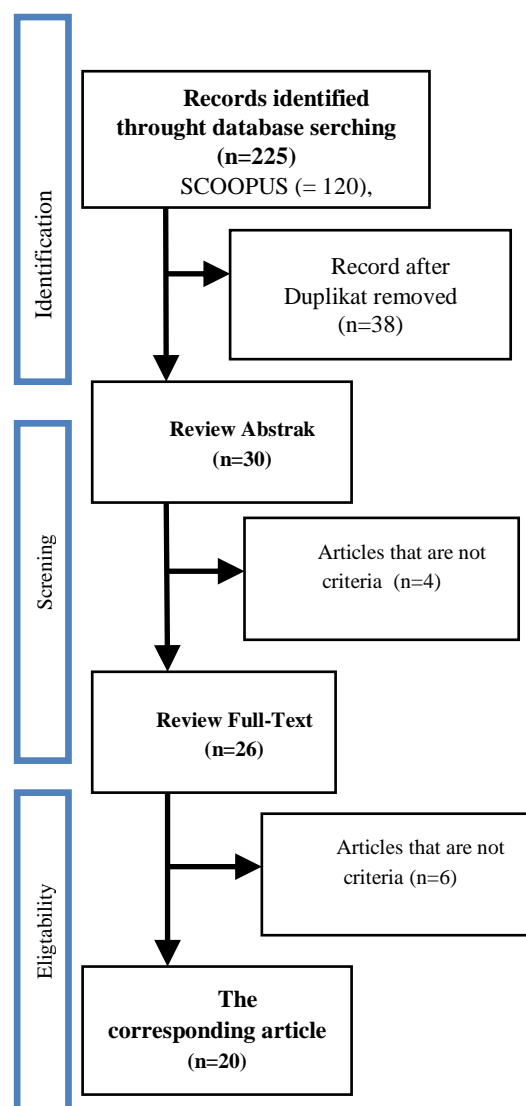 Identification
Records identified
throught database serching
(n=225)
SCOOPUS (= 120),
Record after
Duplikat removed
(n=38)
Review Abstrak
(n=30)
Screning
Articles that are not
criteria (n=4)
Review Full-Text
(n=26)
Eligtability
Articles that are not
criteria (n=6)
The
corresponding article
(n=20)